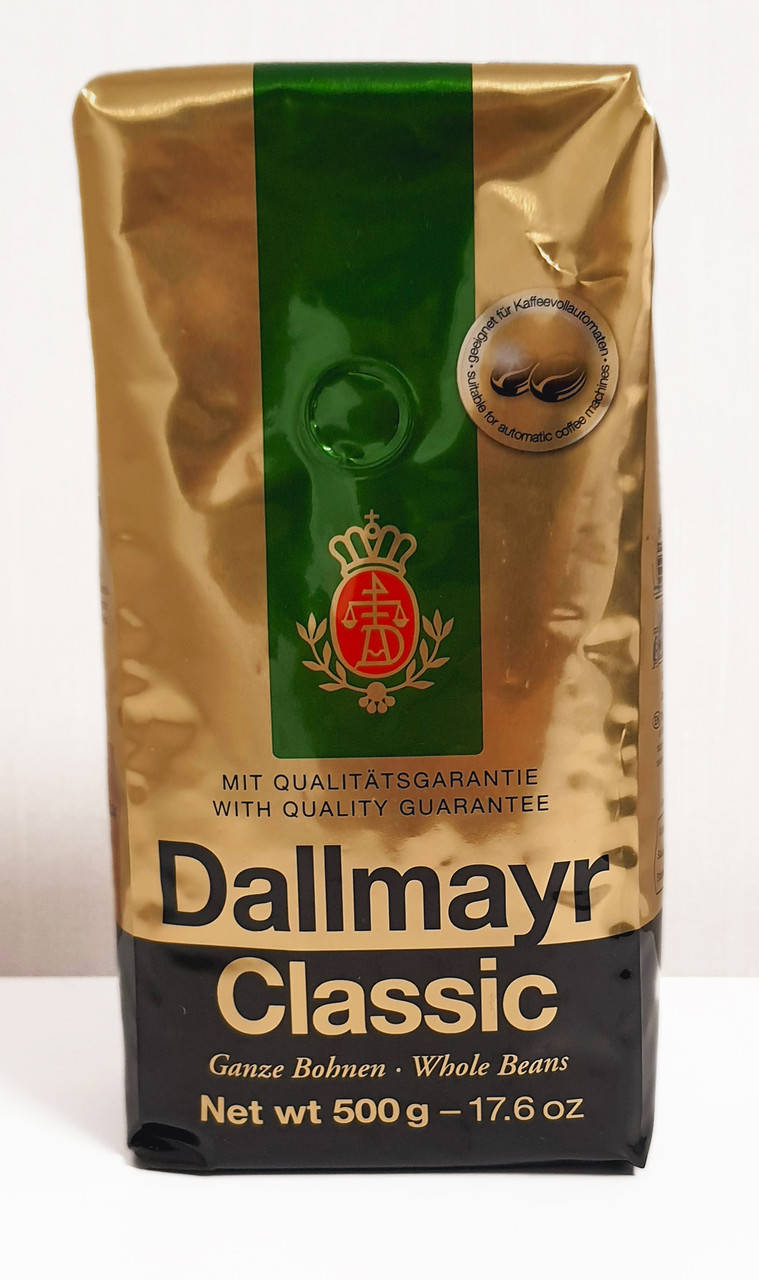 · geeignet für Kaffeevollautomaten ·
suitable for automatic coffee machines
MIT QUALITÄTSGARANTIE
WITH QUALITY GUARANTEE
Dallmayr
Classic
Ganze Bohnen · Whole Beans
Net wt 500 g – 17.6 oz